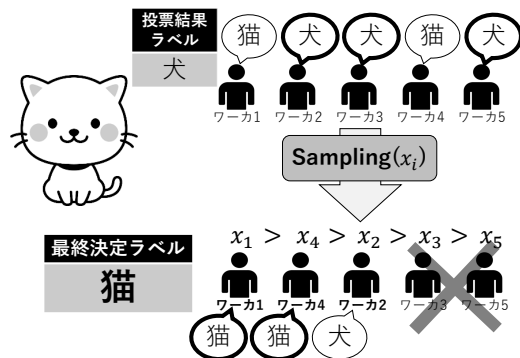 投票結果
ラベル
犬
猫 犬 犬 猫 犬
ワーカ1 ワーカ2 ワーカ3 ワーカ4 ワーカ5
Sampling(x_i)
x_1 > x_4 > x_2 > x_3 > x_5
最終決定ラベル
猫
ワーカ1 ワーカ4 ワーカ2 ワーカ3 ワーカ5
猫 猫 犬